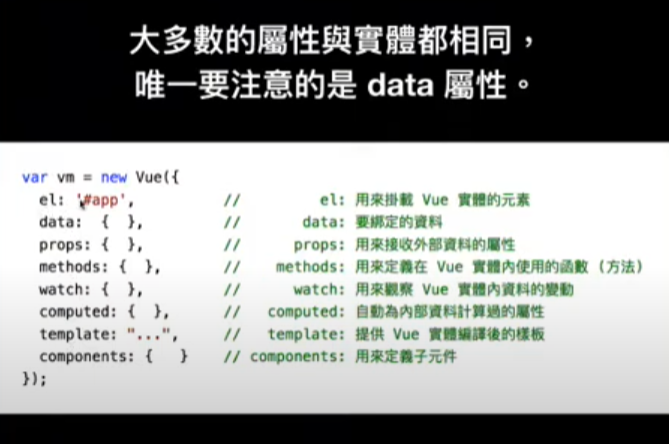 大多數的屬性與實體都相同，
唯一要注意的是 data 屬性。
var vm = new Vue({
  el: '#app',          //         el: 用來掛載 Vue 實體的元素
  data:  {  },         //       data: 要綁定的資料
  props: {  },         //      props: 用來接收外部資料的屬性
  methods: {  },       //    methods: 用來定義在 Vue 實體內使用的函數 (方法)
  watch: {  },         //      watch: 用來觀察 Vue 實體內資料的變動
  computed: {  },      //   computed: 自動為內部資料計算過的屬性
  template: "...",     //   template: 提供 Vue 實體編譯後的樣板
  components: {   }    // components: 用來定義子元件
});